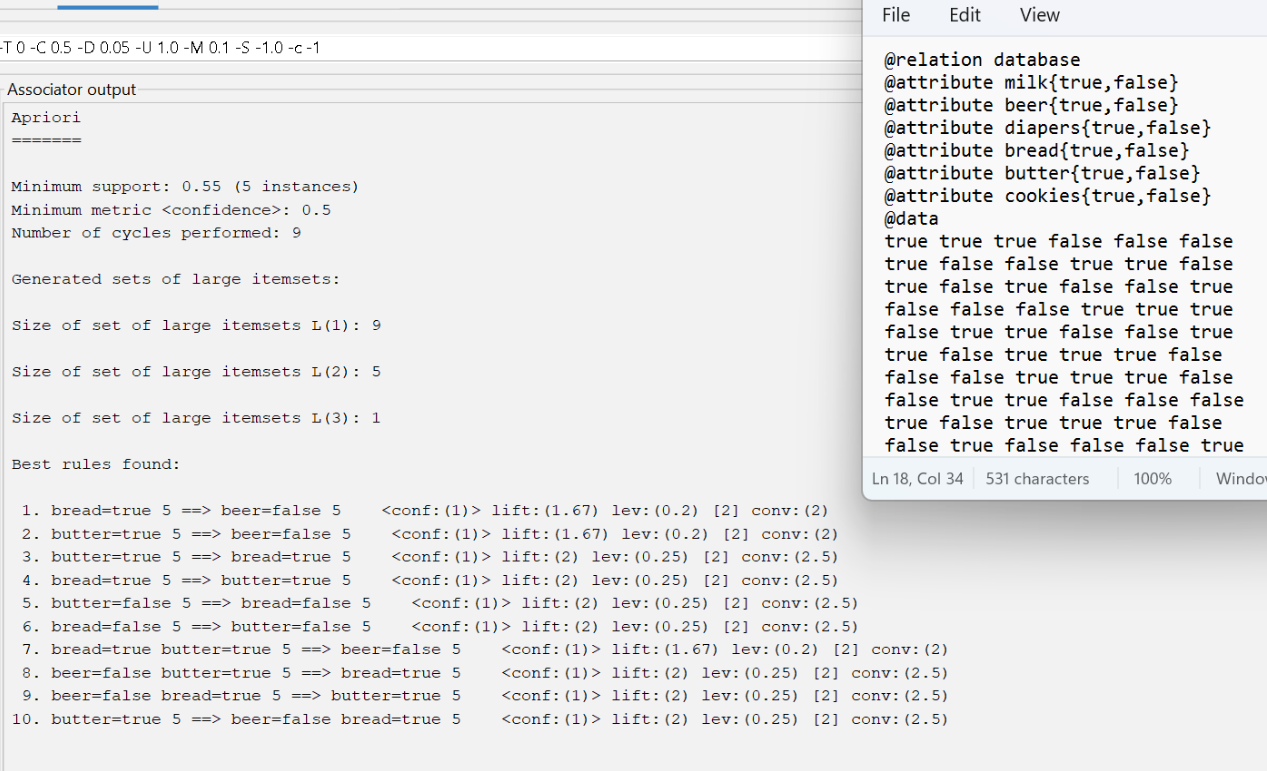 -T 0 -C 0.5 -D 0.05 -U 1.0 -M 0.1 -S -1.0 -c -1
Associator output
Apriori
=======
Minimum support: 0.55 (5 instances)
Minimum metric <confidence>: 0.5
Number of cycles performed: 9
Generated sets of large itemsets:
Size of set of large itemsets L(1): 9
Size of set of large itemsets L(2): 5
Size of set of large itemsets L(3): 1
Best rules found:
1. bread=true 5 ==> beer=false 5    <conf:(1)> lift:(1.67) lev:(0.2) [2] conv:(2)
2. butter=true 5 ==> beer=false 5    <conf:(1)> lift:(1.67) lev:(0.2) [2] conv:(2)
3. butter=true 5 ==> bread=true 5    <conf:(1)> lift:(2) lev:(0.25) [2] conv:(2.5)
4. bread=true 5 ==> butter=true 5    <conf:(1)> lift:(2) lev:(0.25) [2] conv:(2.5)
5. butter=false 5 ==> bread=false 5    <conf:(1)> lift:(2) lev:(0.25) [2] conv:(2.5)
6. bread=false 5 ==> butter=false 5    <conf:(1)> lift:(2) lev:(0.25) [2] conv:(2.5)
7. bread=true butter=true 5 ==> beer=false 5    <conf:(1)> lift:(1.67) lev:(0.2) [2] conv:(2)
8. beer=false butter=true 5 ==> bread=true 5    <conf:(1)> lift:(2) lev:(0.25) [2] conv:(2.5)
9. beer=false bread=true 5 ==> butter=true 5    <conf:(1)> lift:(2) lev:(0.25) [2] conv:(2.5)
10. butter=true 5 ==> beer=false bread=true 5    <conf:(1)> lift:(2) lev:(0.25) [2] conv:(2.5)
File Edit View
@relation database
@attribute milk{true,false}
@attribute beer{true,false}
@attribute diapers{true,false}
@attribute bread{true,false}
@attribute butter{true,false}
@attribute cookies{true,false}
@data
true true true false false false
true false false true true false
true false true false false true
false false false true true true
false true true false false true
true false true true true false
false false true true true false
false true true false false false
true false true true true false
false true false false false true
Ln 18, Col 34 531 characters 100% Window